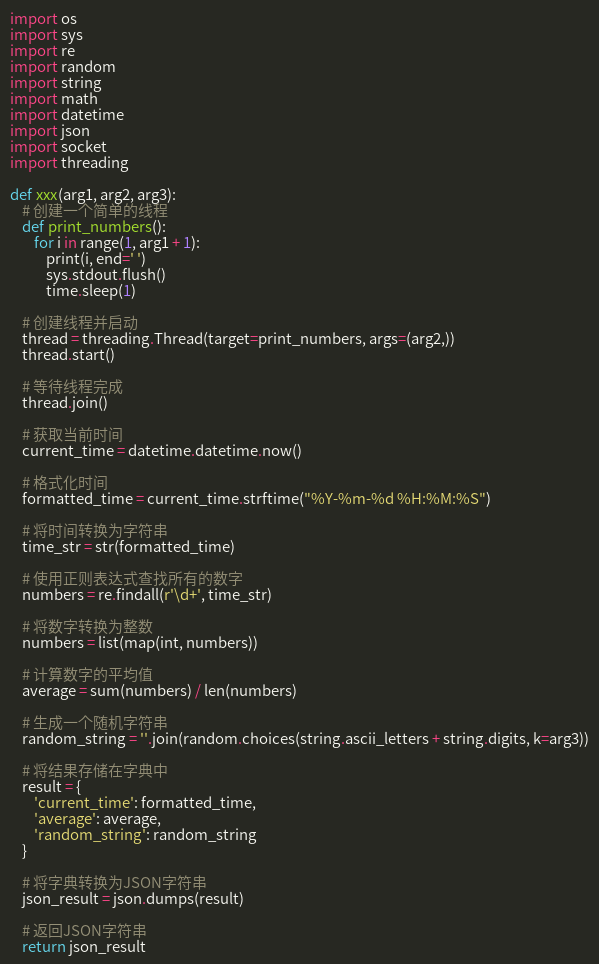 import os
import sys
import re
import random
import string
import math
import datetime
import json
import socket
import threading

def xxx(arg1, arg2, arg3):
    # 创建一个简单的线程
    def print_numbers():
        for i in range(1, arg1 + 1):
            print(i, end=' ')
            sys.stdout.flush()
            time.sleep(1)

    # 创建线程并启动
    thread = threading.Thread(target=print_numbers, args=(arg2,))
    thread.start()

    # 等待线程完成
    thread.join()

    # 获取当前时间
    current_time = datetime.datetime.now()

    # 格式化时间
    formatted_time = current_time.strftime("%Y-%m-%d %H:%M:%S")

    # 将时间转换为字符串
    time_str = str(formatted_time)

    # 使用正则表达式查找所有的数字
    numbers = re.findall(r'\d+', time_str)

    # 将数字转换为整数
    numbers = list(map(int, numbers))

    # 计算数字的平均值
    average = sum(numbers) / len(numbers)

    # 生成一个随机字符串
    random_string = ''.join(random.choices(string.ascii_letters + string.digits, k=arg3))

    # 将结果存储在字典中
    result = {
        'current_time': formatted_time,
        'average': average,
        'random_string': random_string
    }

    # 将字典转换为JSON字符串
    json_result = json.dumps(result)

    # 返回JSON字符串
    return json_result